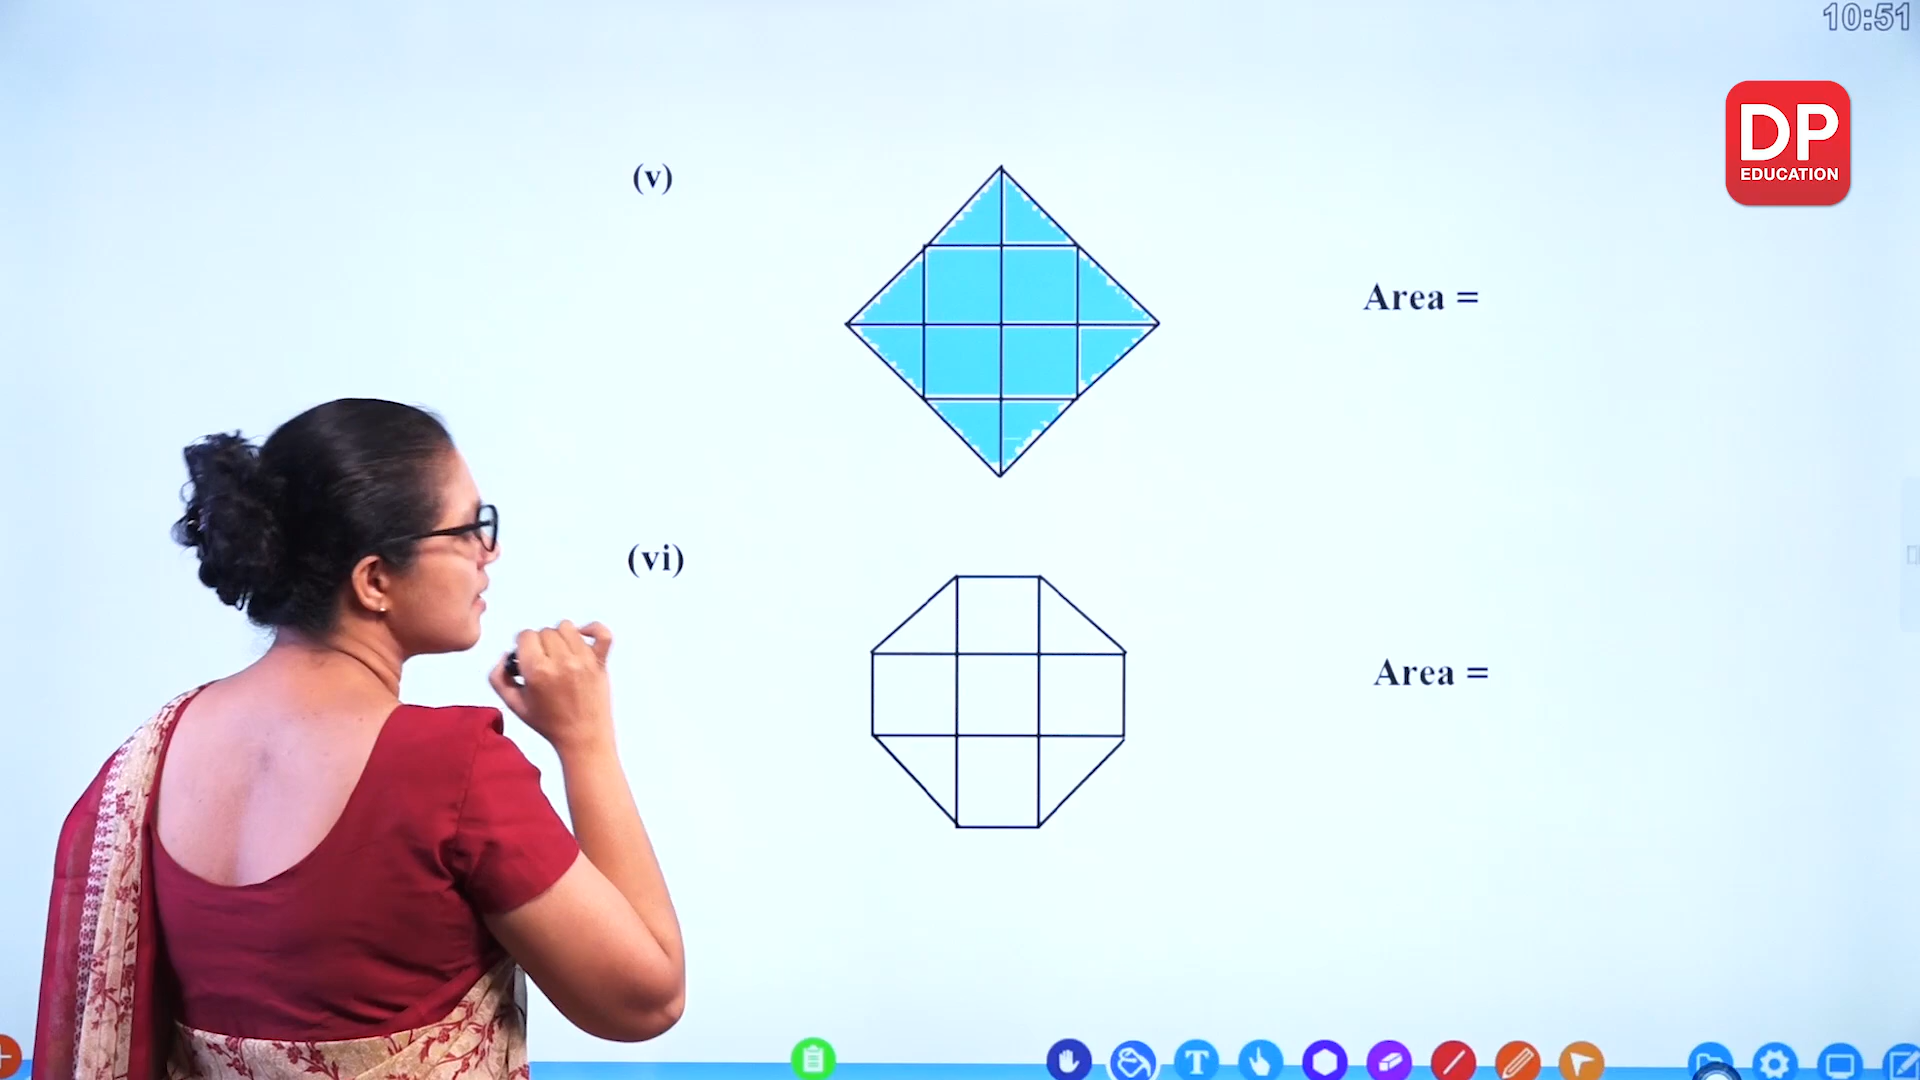 10:51
DP
EDUCATION
(v)
Area =
(vi)
Area =
T